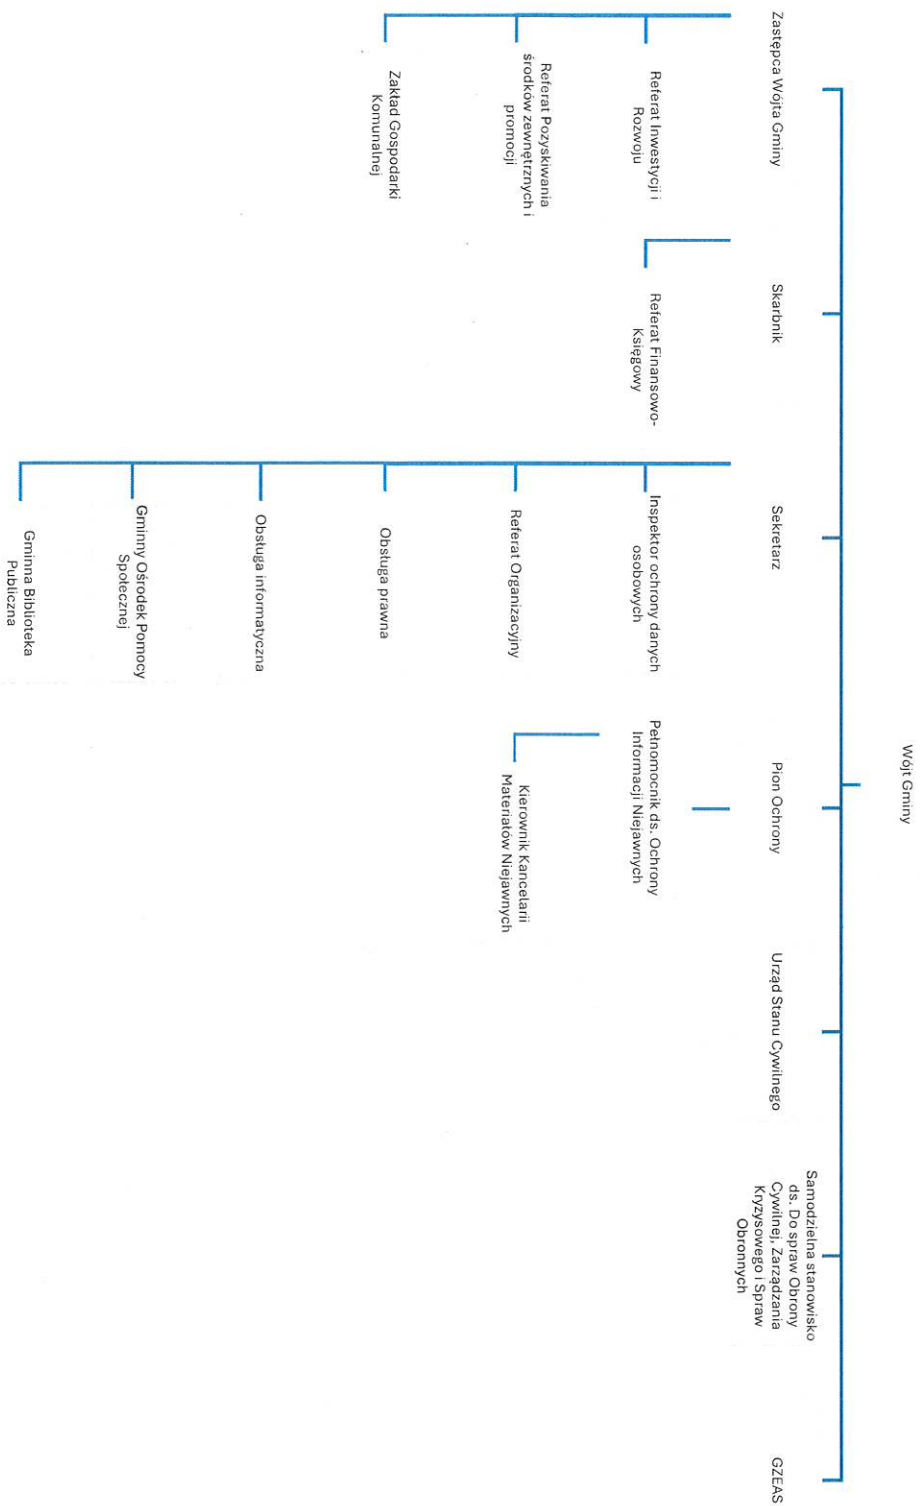 Wójt Gminy
Zastępca Wójta Gminy
Skarbnik
Sekretarz
Pion Ochrony
Urząd Stanu Cywilnego
Samodzielna stanowisko
ds. Do spraw Obrony
Cywilnej, Zarządzania
Kryzysowego i Spraw
Obronnych
GZEAS
Referat Inwestycji i
Rozwoju
Referat Pozyskiwania
środków zewnętrznych i
promocji
Zakład Gospodarki
Komunalnej
Referat Finansowo-
Księgowy
Inspektor ochrony danych
osobowych
Referat Organizacyjny
Obsługa prawna
Obsługa informatyczna
Gminny Ośrodek Pomocy
Społecznej
Gminna Biblioteka
Publiczna
Pełnomocnik ds. Ochrony
Informacji Niejawnych
Kierownik Kancelarii
Materiałów Niejawnych